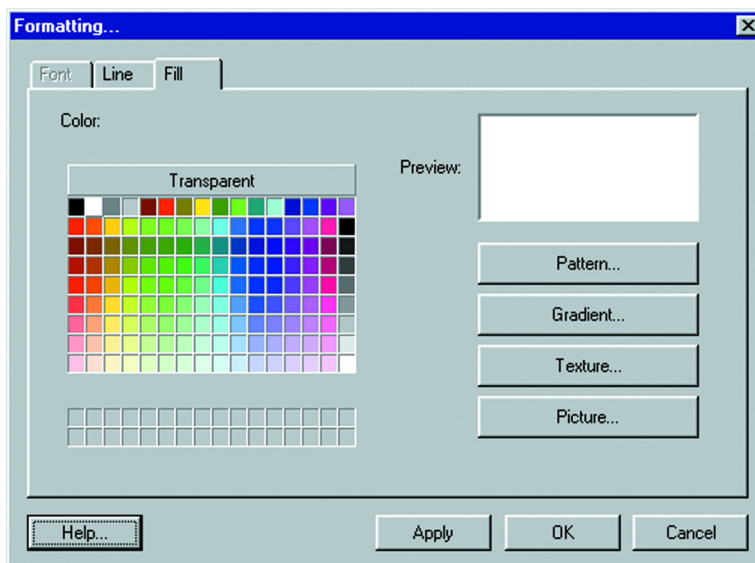 Formatting...
Font Line Fill
Color:
Transparent
Preview:
Pattern...
Gradient...
Texture...
Picture...
Help... Apply OK Cancel